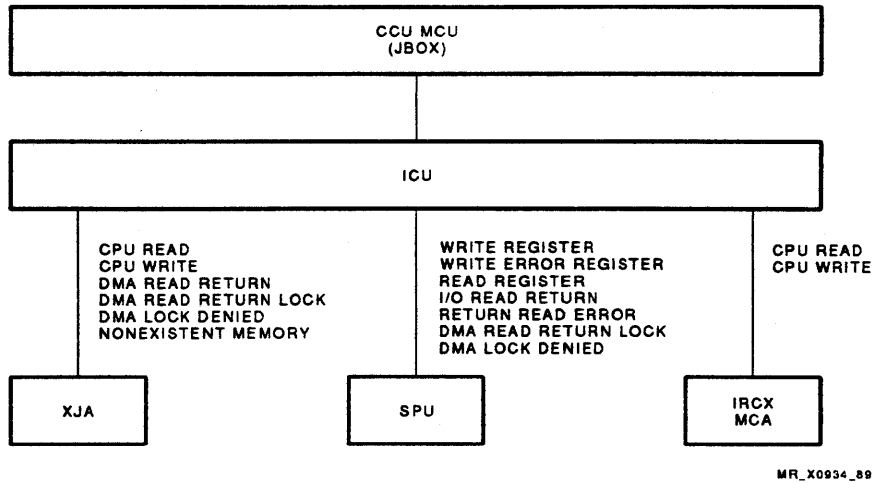 CCU MCU
(JBOX)
ICU
CPU READ
CPU WRITE
DMA READ RETURN
DMA READ RETURN LOCK
DMA LOCK DENIED
NONEXISTENT MEMORY
WRITE REGISTER
WRITE ERROR REGISTER
READ REGISTER
I/O READ RETURN
RETURN READ ERROR
DMA READ RETURN LOCK
DMA LOCK DENIED
CPU READ
CPU WRITE
XJA
SPU
IRCX
MCA
MR_X0934_89